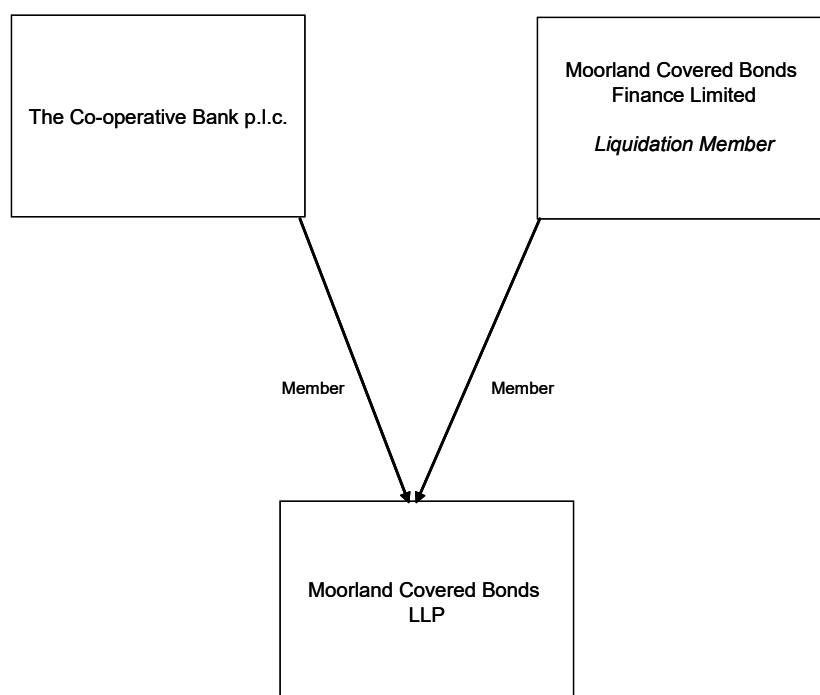 The Co-operative Bank p.l.c.
Moorland Covered Bonds
Finance Limited
Liquidation Member
Member
Member
Moorland Covered Bonds
LLP